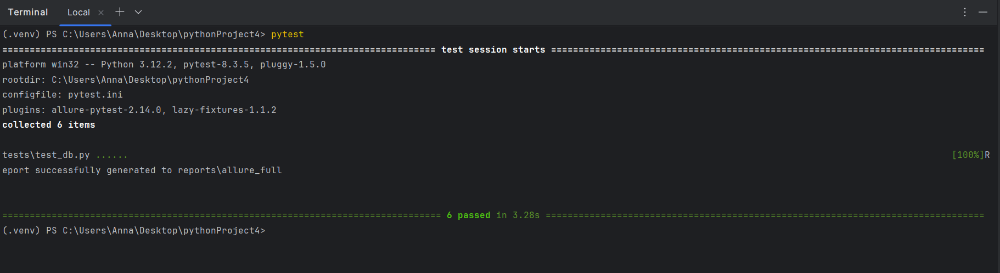 Terminal Local
(.venv) PS C:\Users\Anna\Desktop\pythonProject4> pytest
=============================================================================== test session starts ===============================================================================
platform win32 -- Python 3.12.2, pytest-8.3.5, pluggy-1.5.0
rootdir: C:\Users\Anna\Desktop\pythonProject4
configfile: pytest.ini
plugins: allure-pytest-2.14.0, lazy-fixtures-1.1.2
collected 6 items
tests\test_db.py ...... [100%]R
eport successfully generated to reports\allure_full
================================================================================ 6 passed in 3.28s ================================================================================
(.venv) PS C:\Users\Anna\Desktop\pythonProject4>